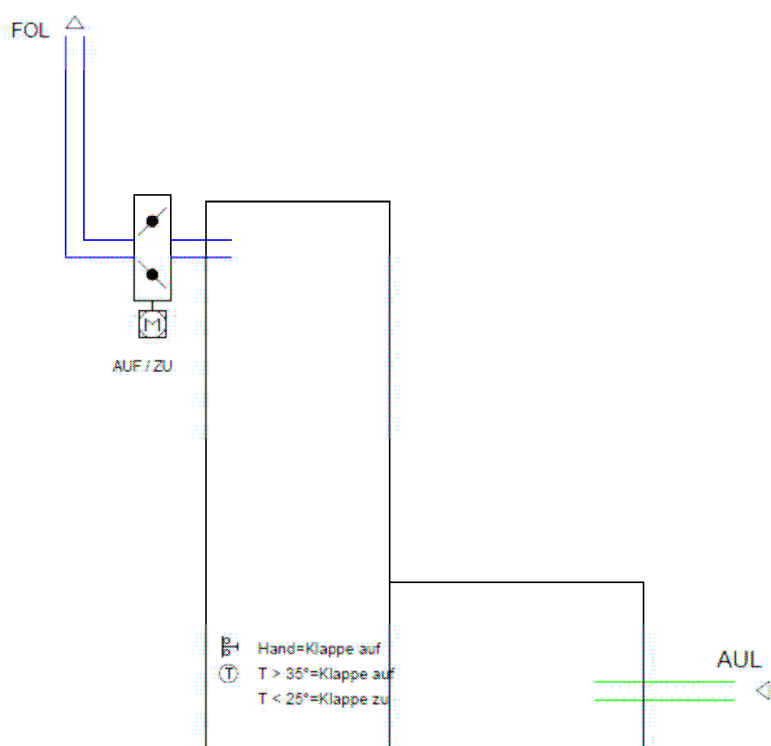 FOL
M
AUF / ZU
Hand=Klappe auf
T T > 35°=Klappe auf
T < 25°=Klappe zu
AUL